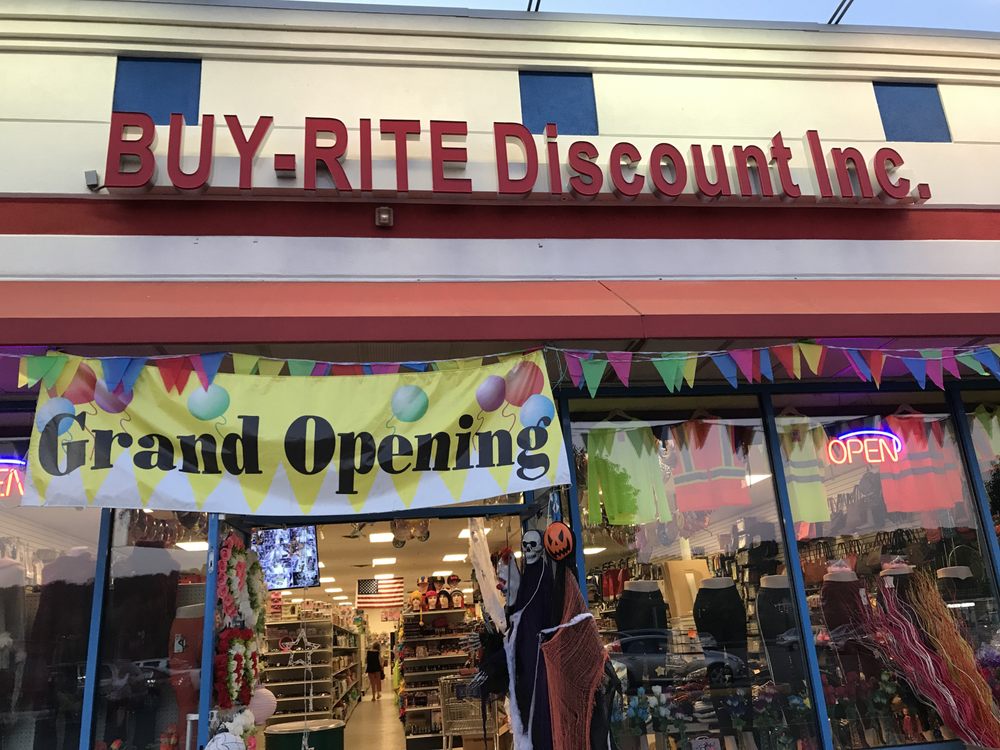 BUY-RITE Discount Inc.
Grand Opening
OPEN